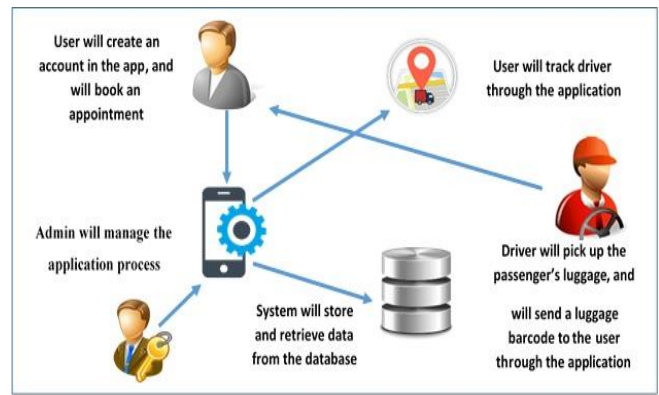 User will create an
account in the app, and
will book an
appointment
User will track driver
through the application
Admin will manage the
application process
System will store
and retrieve data
from the database
Driver will pick up the
passenger's luggage, and
will send a luggage
barcode to the user
through the application